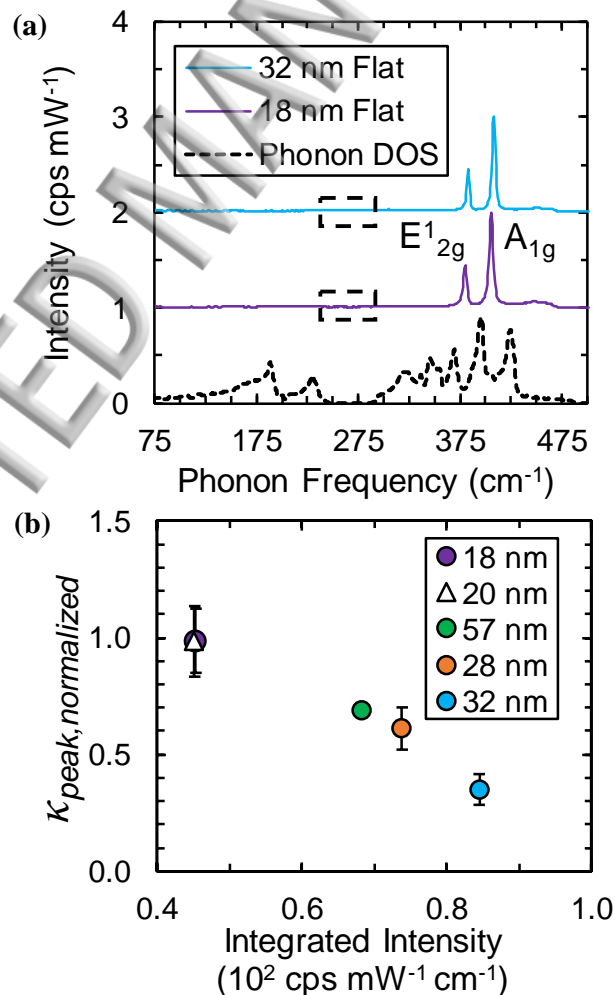 (a)
4
3
2
1
0
Intensity (cps mW⁻¹)
32 nm Flat
18 nm Flat
Phonon DOS
E¹₂g A₁g
75 175 275 375 475
Phonon Frequency (cm⁻¹)
(b)
1.5
1.0
0.5
0.0
κpeak,normalized
18 nm
20 nm
57 nm
28 nm
32 nm
0.4 0.6 0.8 1.0
Integrated Intensity
(10² cps mW⁻¹ cm⁻¹)
TED MAN